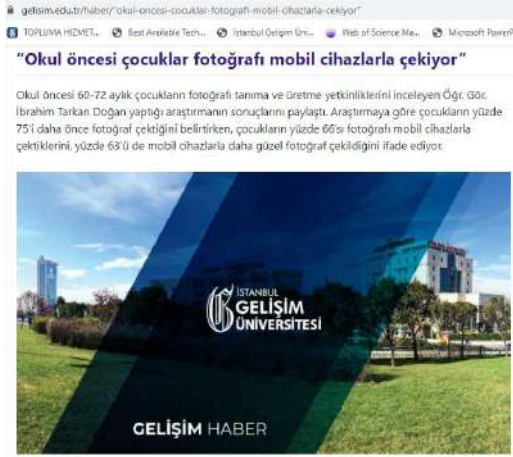 gelisim.edu.tr/haber/"okul-oncesi-cocuklar-fotografi-mobil-cihazlarla-cekiyor"
TOPLUMA HİZMET... Best Available Tech... İstanbul Gelişim Üni... Web of Science Ma... Microsoft PowerP
"Okul öncesi çocuklar fotoğrafı mobil cihazlarla çekiyor"
Okul öncesi 60-72 aylık çocukların fotoğrafı tanıma ve üretme yetkinliklerini inceleyen Öğr. Gör.
İbrahim Tarkan Doğan yaptığı araştırmanın sonuçlarını paylaştı. Araştırmaya göre çocukların yüzde
75'i daha önce fotoğraf çektiğini belirtirken, çocukların yüzde 66'sı fotoğrafı mobil cihazlarla
çektiklerini, yüzde 63'ü de mobil cihazlarla daha güzel fotoğraf çekildiğini ifade ediyor.
İSTANBUL
GELİŞİM
ÜNİVERSİTESİ
GELİŞİM HABER